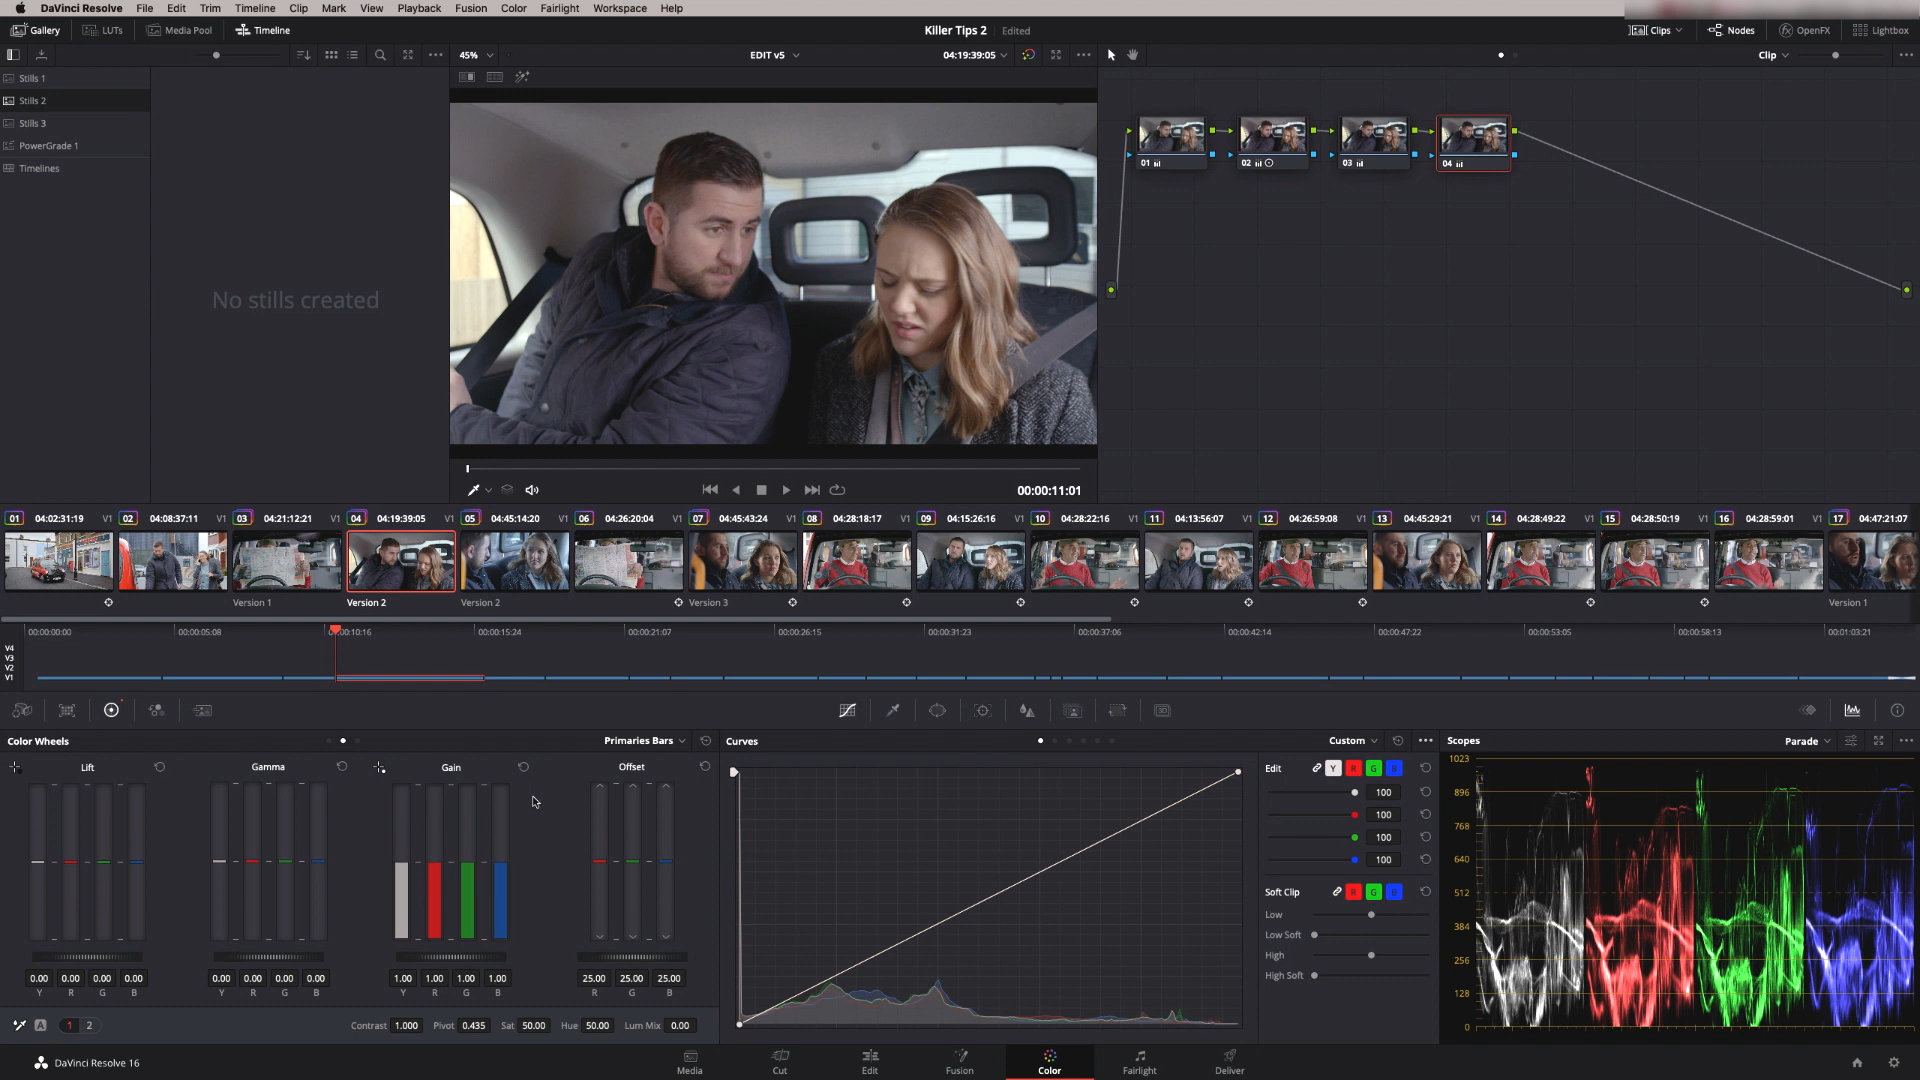 DaVinci Resolve File Edit Trim Timeline Clip Mark View Playback Fusion Color Fairlight Workspace Help
Gallery LUTs Media Pool Timeline Killer Tips 2 Edited Clips Nodes OpenFX Lightbox
45% EDIT v5 04:19:39:05 Clip
Stills 1
Stills 2
Stills 3
PowerGrade 1
Timelines
No stills created
01 02 03 04
00:00:11:01
01 04:02:31:19 V1 02 04:08:37:11 V1 03 04:21:12:21 V1 04 04:19:39:05 V1 05 04:45:14:20 V1 06 04:26:20:04 V1 07 04:45:43:24 V1 08 04:28:18:17 V1 09 04:15:26:16 V1 10 04:28:22:16 V1 11 04:13:56:07 V1 12 04:26:59:08 V1 13 04:45:29:21 V1 14 04:28:49:22 V1 15 04:28:50:19 V1 16 04:28:59:01 V1 17 04:47:21:07
Version 1 Version 2 Version 2 Version 3 Version 1
00:00:00:00 00:00:05:08 00:00:10:16 00:00:15:24 00:00:21:07 00:00:26:15 00:00:31:23 00:00:37:06 00:00:42:14 00:00:47:22 00:00:53:05 00:00:58:13 00:01:03:21
V4
V3
V2
V1
Color Wheels Primaries Bars Curves Custom Scopes Parade
Lift Gamma Gain Offset
Edit Y R G B
100
100
100
100
Soft Clip R G B
Low
Low Soft
High
High Soft
1023
896
768
640
512
384
256
128
0
0.00 0.00 0.00 0.00 0.00 0.00 0.00 0.00 1.00 1.00 1.00 1.00 25.00 25.00 25.00
Y R G B Y R G B Y R G B R G B
A 1 2 Contrast 1.000 Pivot 0.435 Sat 50.00 Hue 50.00 Lum Mix 0.00
DaVinci Resolve 16 Media Cut Edit Fusion Color Fairlight Deliver